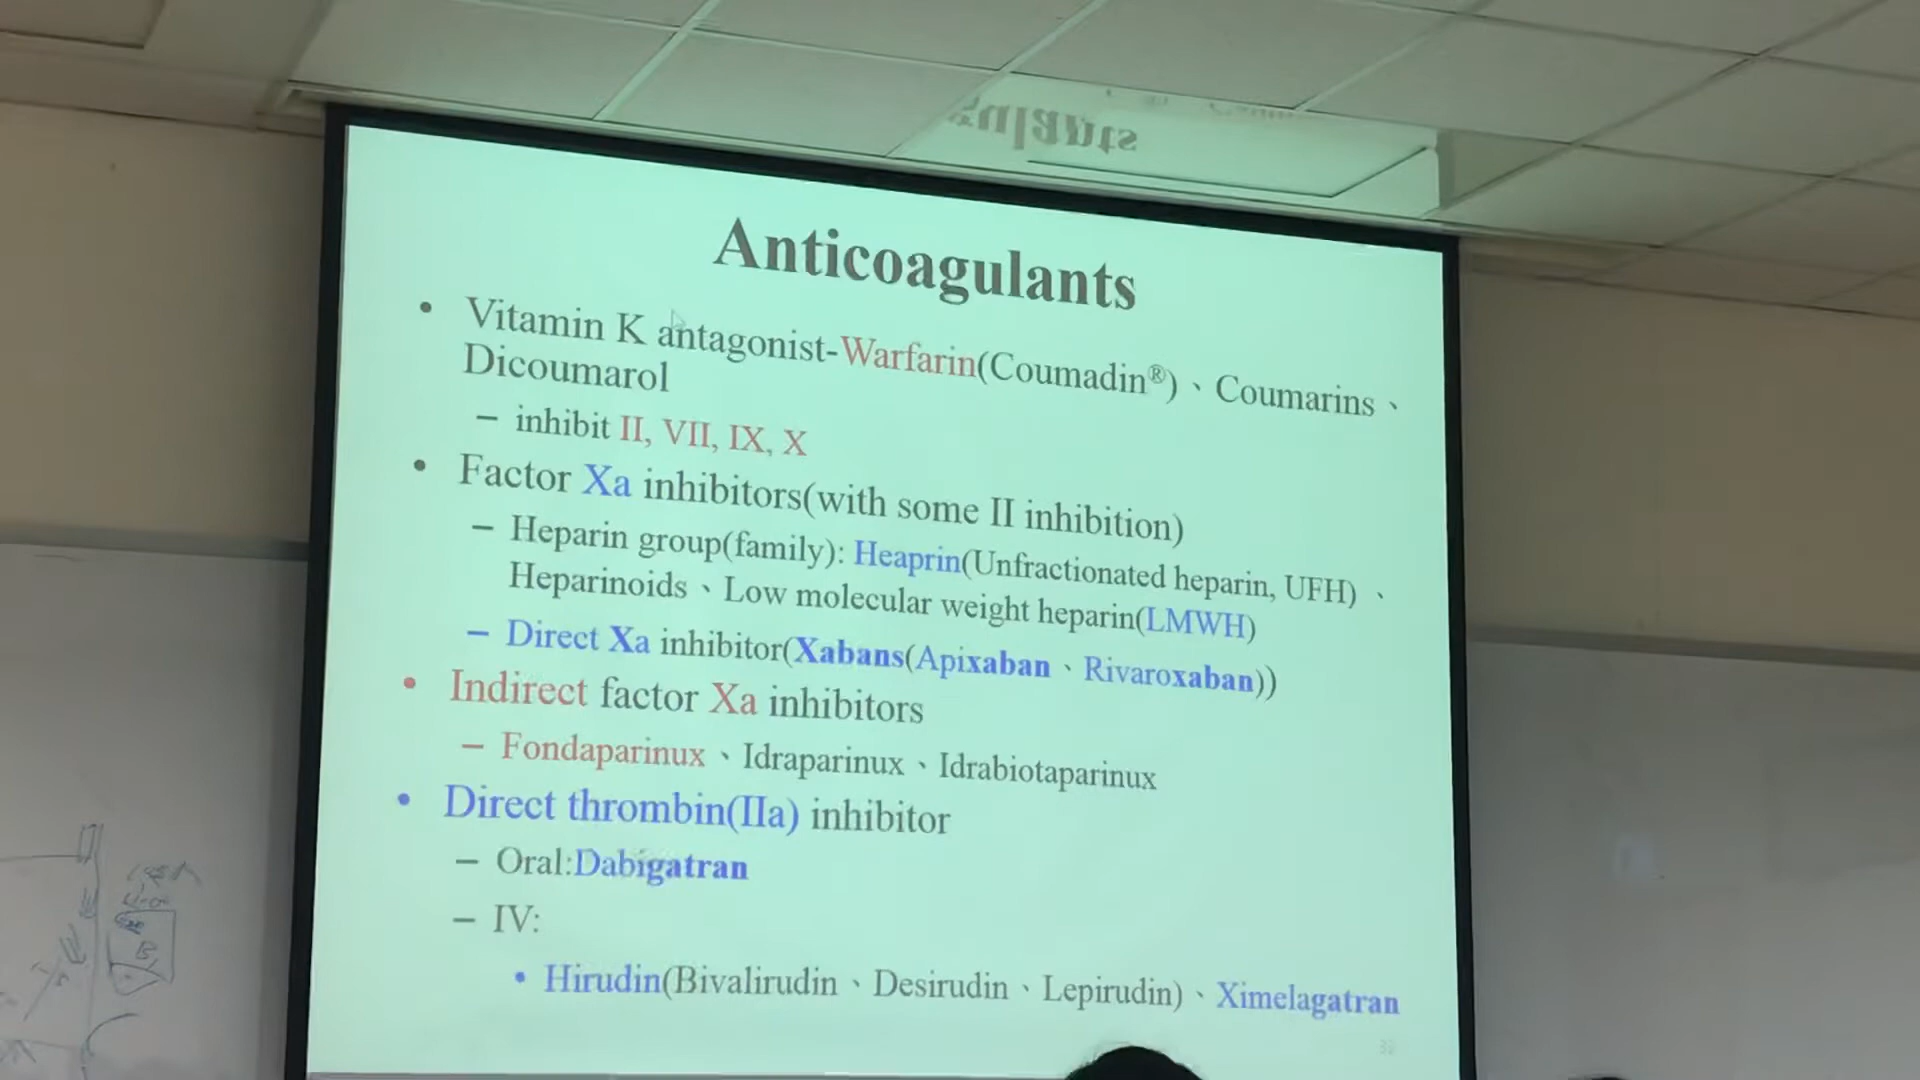 Anticoagulants
• Vitamin K antagonist-Warfarin(Coumadin®)、Coumarins、
Dicoumarol
– inhibit II, VII, IX, X
• Factor Xa inhibitors(with some II inhibition)
– Heparin group(family): Heaprin(Unfractionated heparin, UFH)、
Heparinoids、Low molecular weight heparin(LMWH)
– Direct Xa inhibitor(Xabans(Apixaban、Rivaroxaban))
• Indirect factor Xa inhibitors
– Fondaparinux、Idraparinux、Idrabiotaparinux
• Direct thrombin(IIa) inhibitor
– Oral:Dabigatran
– IV:
• Hirudin(Bivalirudin、Desirudin、Lepirudin)、Ximelagatran